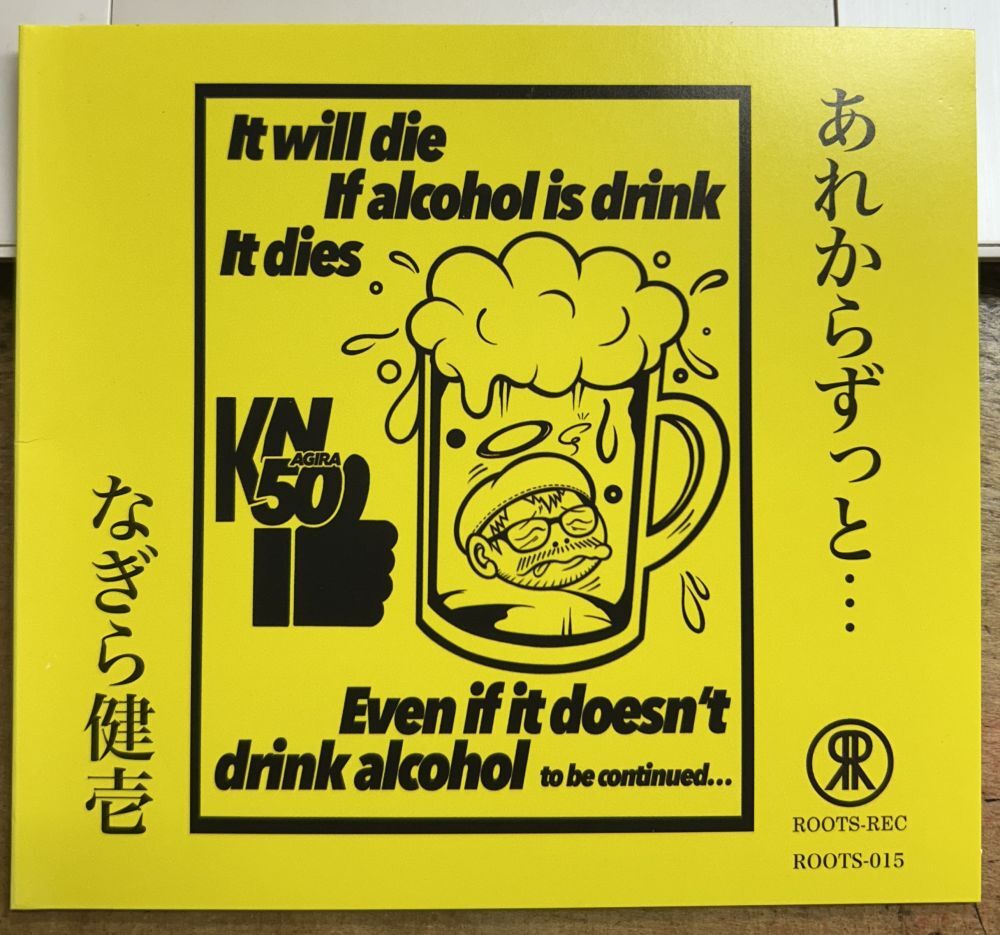 It will die
If alcohol is drink
It dies
KN
AGIRA
50
Even if it doesn't
drink alcohol to be continued...
あれからずっと…
なぎら健壱
RR
ROOTS-REC
ROOTS-015